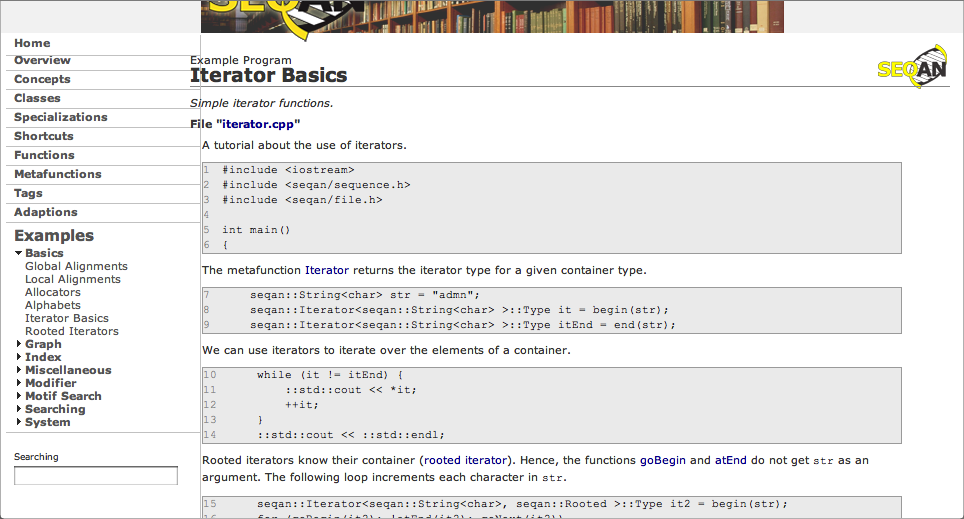 SEQAN
Home
Overview
Concepts
Classes
Specializations
Shortcuts
Functions
Metafunctions
Tags
Adaptions
Examples
Basics
Global Alignments
Local Alignments
Allocators
Alphabets
Iterator Basics
Rooted Iterators
Graph
Index
Miscellaneous
Modifier
Motif Search
Searching
System
Searching
Example Program
Iterator Basics
SEQAN
Simple iterator functions.
File "iterator.cpp"
A tutorial about the use of iterators.
1 #include <iostream>
2 #include <seqan/sequence.h>
3 #include <seqan/file.h>
4
5 int main()
6 {
The metafunction Iterator returns the iterator type for a given container type.
7 seqan::String<char> str = "admn";
8 seqan::Iterator<seqan::String<char> >::Type it = begin(str);
9 seqan::Iterator<seqan::String<char> >::Type itEnd = end(str);
We can use iterators to iterate over the elements of a container.
10 while (it != itEnd) {
11 ::std::cout << *it;
12 ++it;
13 }
14 ::std::cout << ::std::endl;
Rooted iterators know their container (rooted iterator). Hence, the functions goBegin and atEnd do not get str as an
argument. The following loop increments each character in str.
15 seqan::Iterator<seqan::String<char>, seqan::Rooted >::Type it2 = begin(str);
16 for (goBegin(it2); !atEnd(it2); goNext(it2))